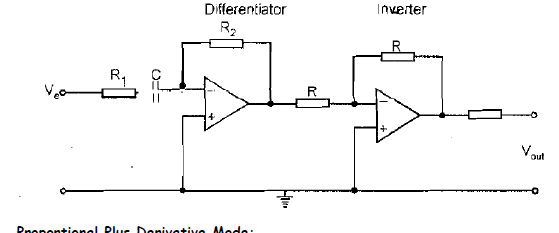 Differentiator Inverter
R2 R
R1 C
Ve
R
Vout
Proportional Plus Derivative Mode: